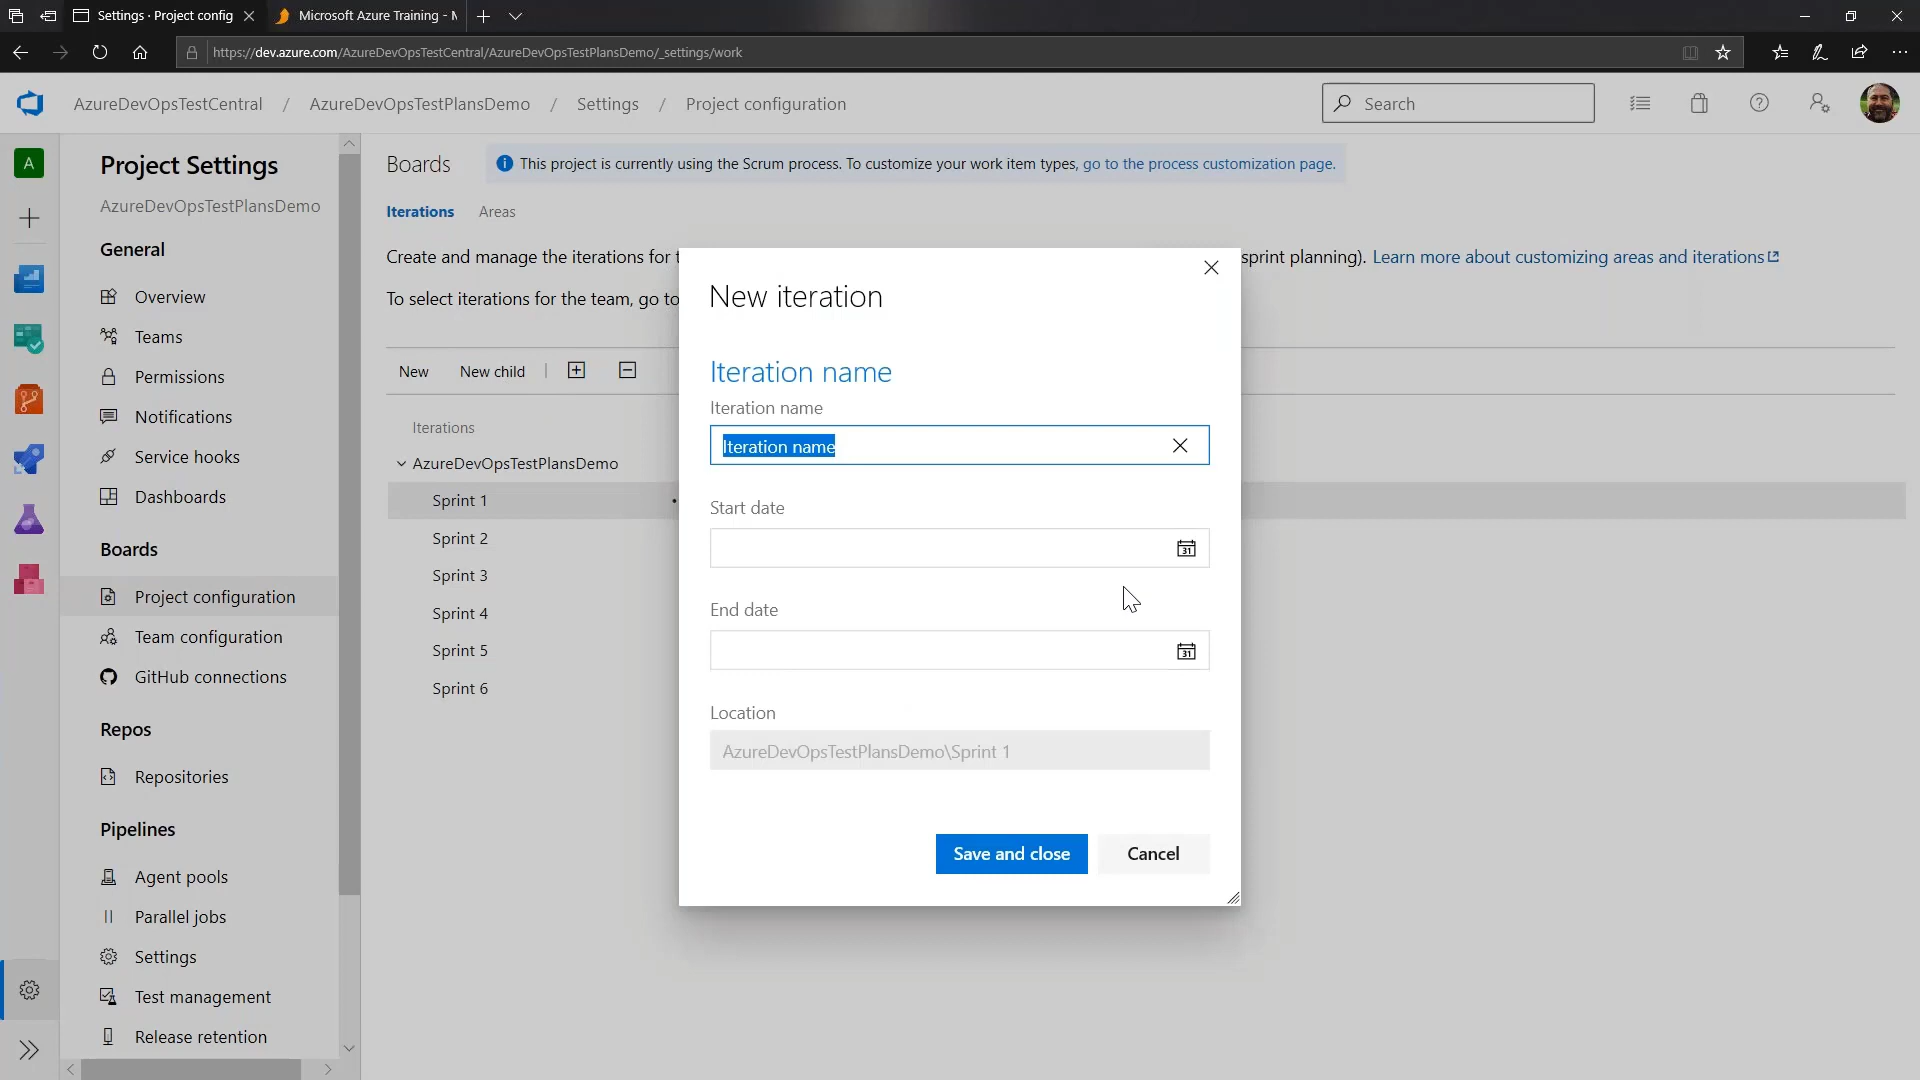 Settings · Project config
Microsoft Azure Training - M
https://dev.azure.com/AzureDevOpsTestCentral/AzureDevOpsTestPlansDemo/_settings/work
AzureDevOpsTestCentral / AzureDevOpsTestPlansDemo / Settings / Project configuration
Search
A
Project Settings
AzureDevOpsTestPlansDemo
General
Overview
Teams
Permissions
Notifications
Service hooks
Dashboards
Boards
Project configuration
Team configuration
GitHub connections
Repos
Repositories
Pipelines
Agent pools
Parallel jobs
Settings
Test management
Release retention
Boards
This project is currently using the Scrum process. To customize your work item types, go to the process customization page.
Iterations Areas
Create and manage the iterations for
sprint planning). Learn more about customizing areas and iterations
To select iterations for the team, go to
New New child
Iterations
AzureDevOpsTestPlansDemo
Sprint 1
Sprint 2
Sprint 3
Sprint 4
Sprint 5
Sprint 6
New iteration
Iteration name
Iteration name
Iteration name
Start date
31
End date
31
Location
AzureDevOpsTestPlansDemo\Sprint 1
Save and close
Cancel